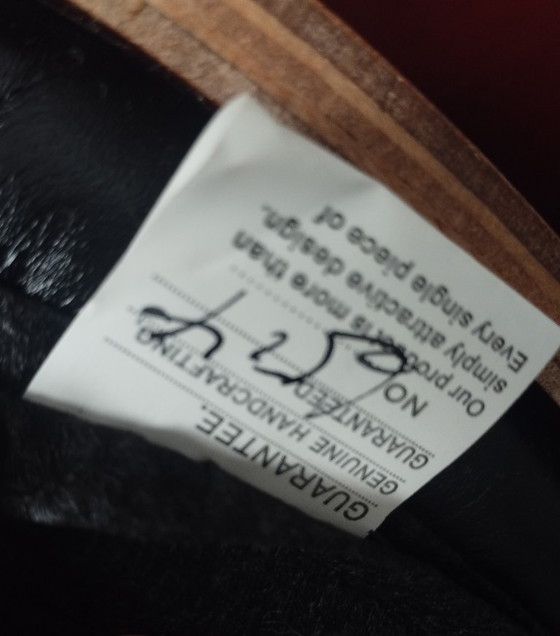 GUARANTEE.
GENUINE HANDCRAFTING.
GUARANTEED
NO
Our product is more than
simply attractive design.
Every single piece of